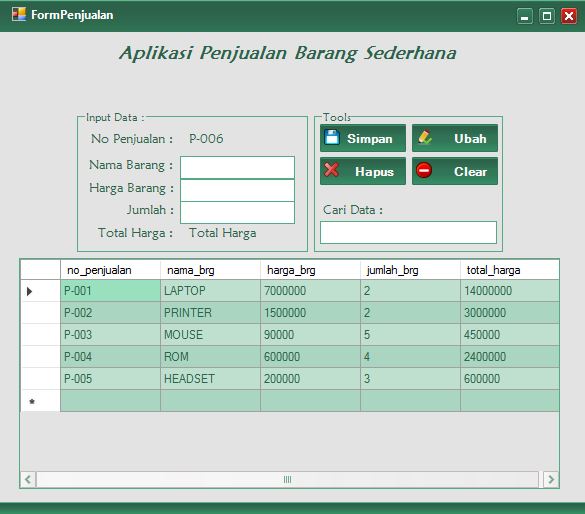 FormPenjualan
Aplikasi Penjualan Barang Sederhana
Input Data :
No Penjualan : P-006
Nama Barang :
Harga Barang :
Jumlah :
Total Harga : Total Harga
Tools
Simpan Ubah
Hapus Clear
Cari Data :
no_penjualan nama_brg harga_brg jumlah_brg total_harga
P-001 LAPTOP 7000000 2 14000000
P-002 PRINTER 1500000 2 3000000
P-003 MOUSE 90000 5 450000
P-004 ROM 600000 4 2400000
P-005 HEADSET 200000 3 600000